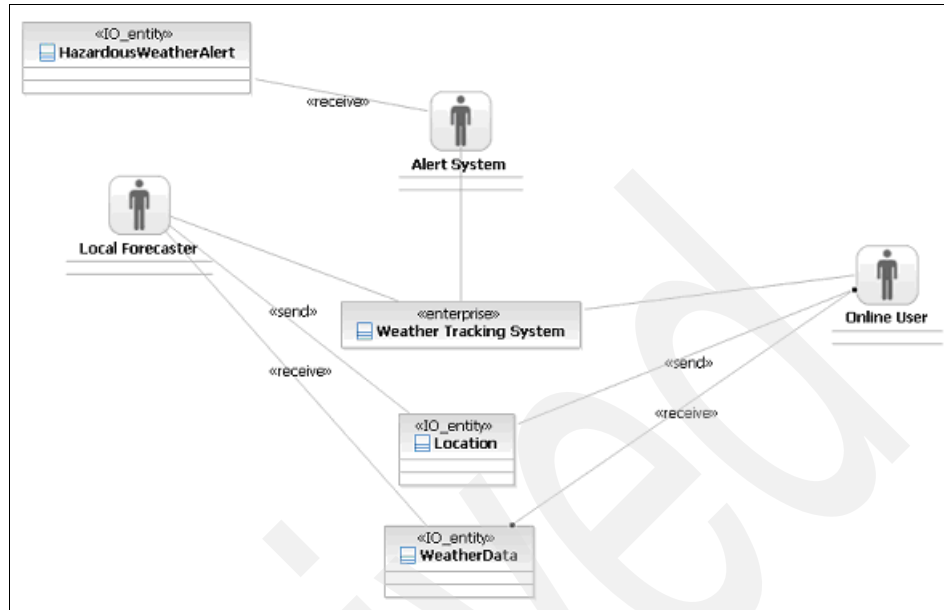 «IO_entity»
HazardousWeatherAlert
«receive»
Alert System
Local Forecaster
«enterprise»
Weather Tracking System
Online User
«send»
«receive»
«send»
«receive»
«IO_entity»
Location
«IO_entity»
WeatherData